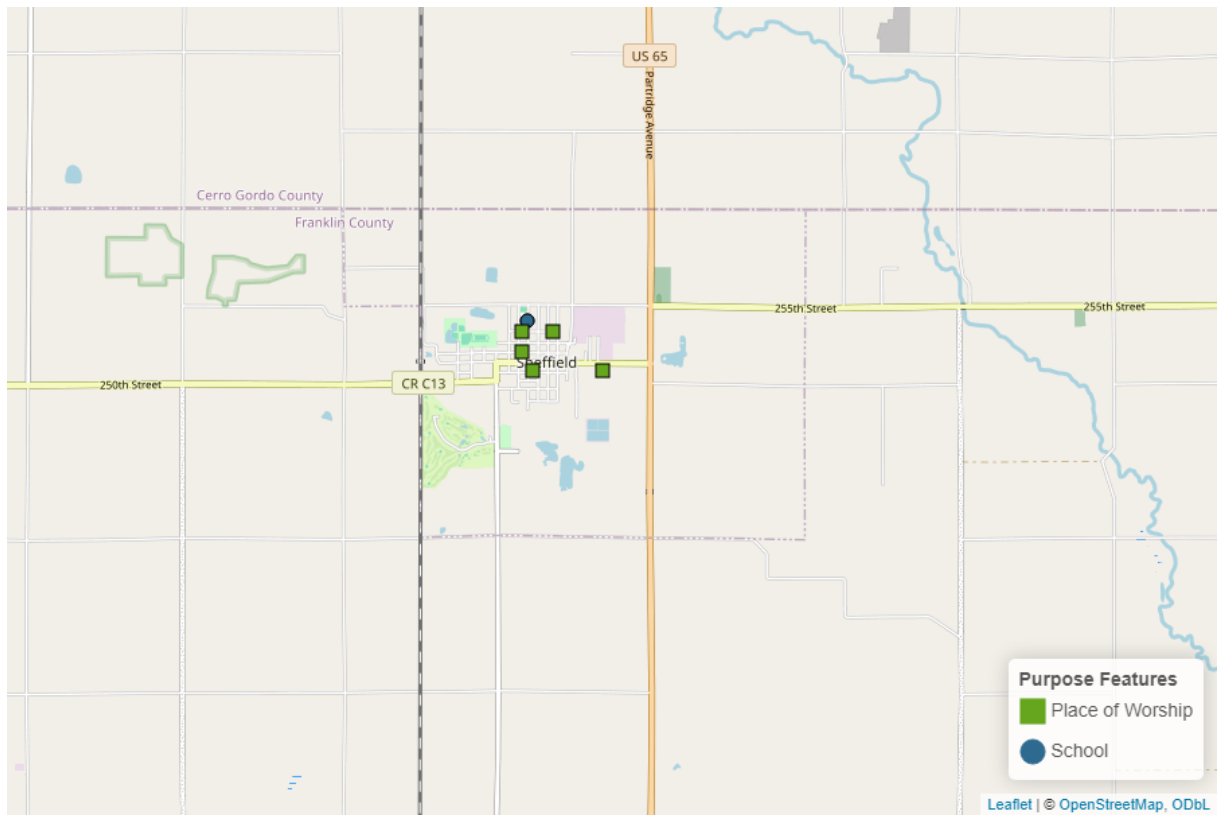 US 65
Partridge Avenue
Cerro Gordo County
Franklin County
255th Street
255th Street
Sheffield
250th Street
CR C13
Purpose Features
Place of Worship
School
Leaflet | © OpenStreetMap, ODbL